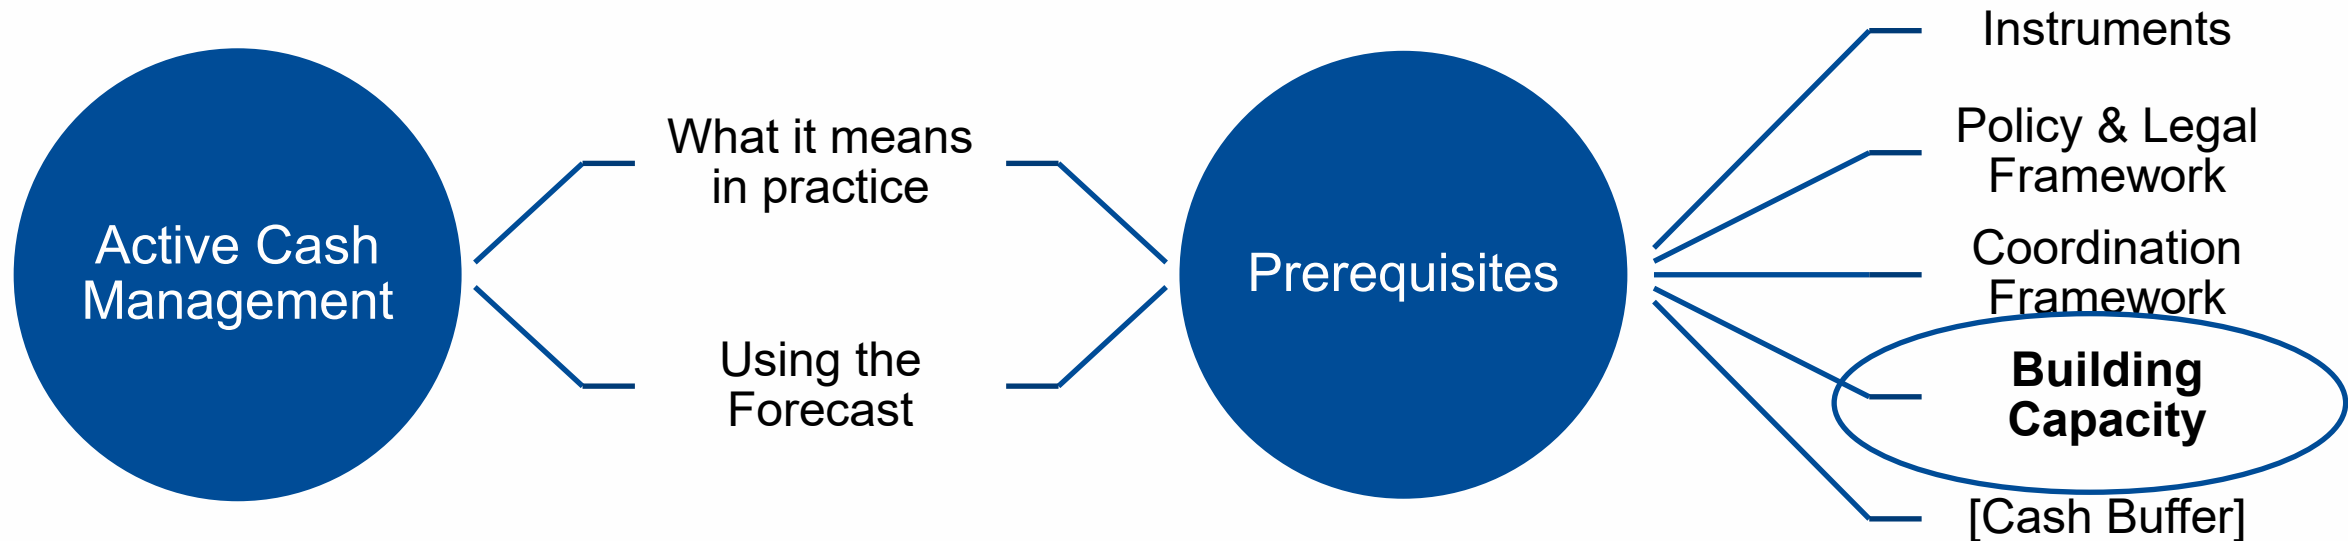 Active Cash
Management
What it means
in practice
Using the
Forecast
Prerequisites
Instruments
Policy & Legal
Framework
Coordination
Framework
Building
Capacity
[Cash Buffer]